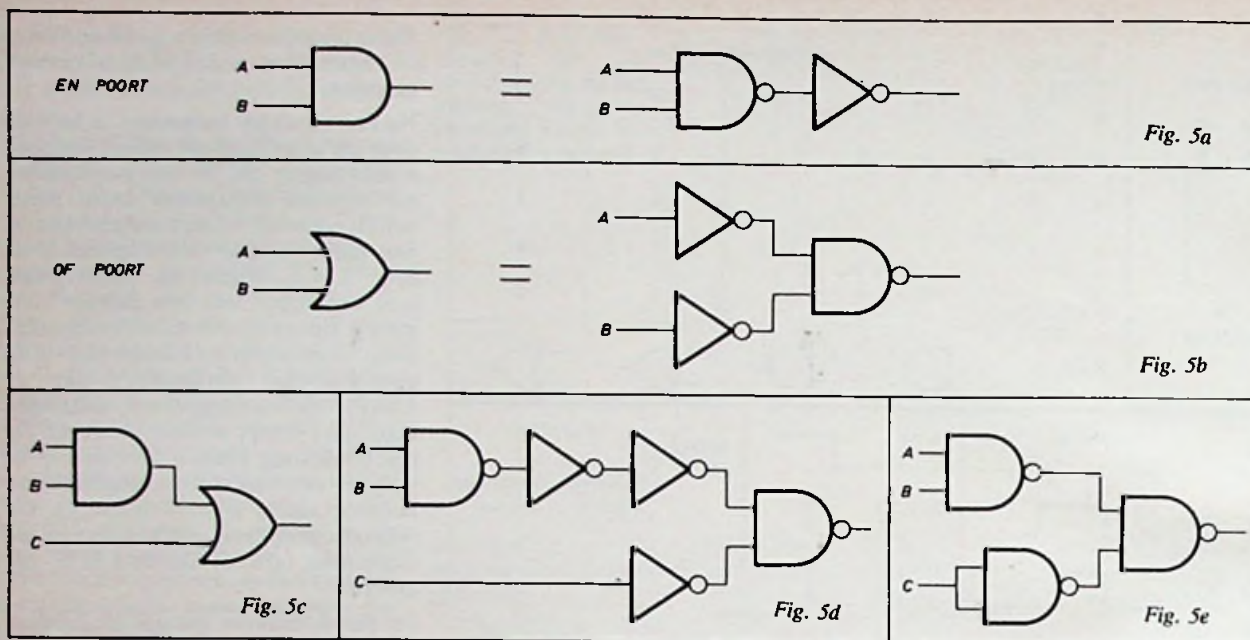 EN POORT
A
B
=
A
B
Fig. 5a
OF POORT
A
B
=
A
B
Fig. 5b
A
B
C
Fig. 5c
A
B
C
Fig. 5d
A
B
C
Fig. 5e